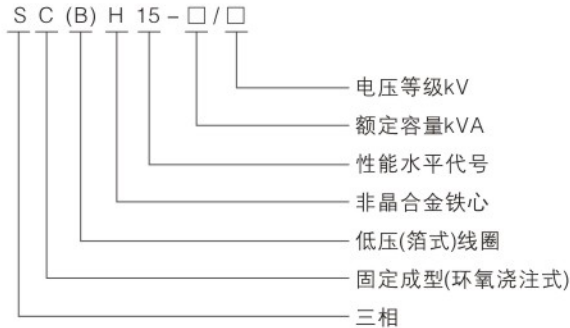 S C (B) H 15-□/□
电压等级kV
额定容量kVA
性能水平代号
非晶合金铁心
低压(箔式)线圈
固定成型(环氧浇注式)
三相